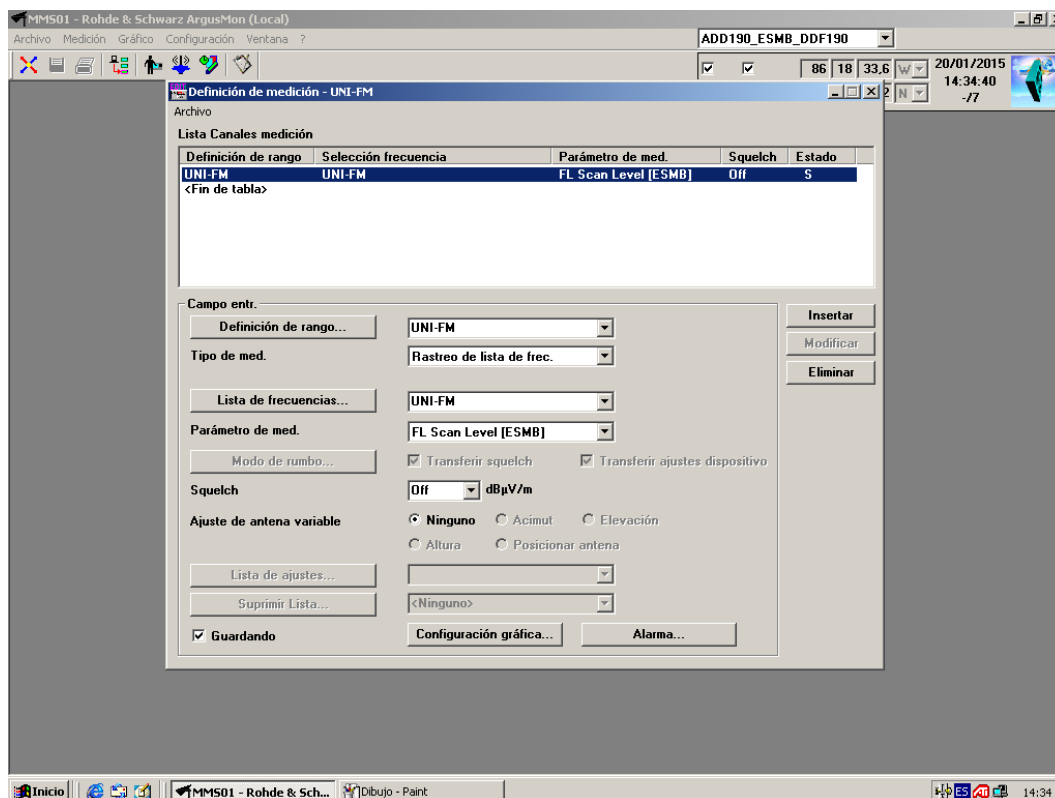 MMS01 - Rohde & Schwarz ArgusMon (Local)
Archivo Medición Gráfico Configuración Ventana ?
ADD190_ESMB_DDF190
86 18 33,6 W
20/01/2015
14:34:40
-/7
2 N
Definición de medición - UNI-FM
Archivo
Lista Canales medición
Definición de rango Selección frecuencia Parámetro de med. Squelch Estado
UNI-FM UNI-FM FL Scan Level [ESMB] Off S
<Fin de tabla>
Campo entr.
Definición de rango... UNI-FM
Insertar
Tipo de med. Rastreo de lista de frec.
Modificar
Eliminar
Lista de frecuencias... UNI-FM
Parámetro de med. FL Scan Level [ESMB]
Modo de rumbo... Transferir squelch Transferir ajustes dispositivo
Squelch Off dBµV/m
Ajuste de antena variable Ninguno Acimut Elevación
Altura Posicionar antena
Lista de ajustes...
Suprimir Lista... <Ninguno>
Guardando Configuración gráfica... Alarma...
Inicio MMS01 - Rohde & Sch... Dibujo - Paint ES 14:34